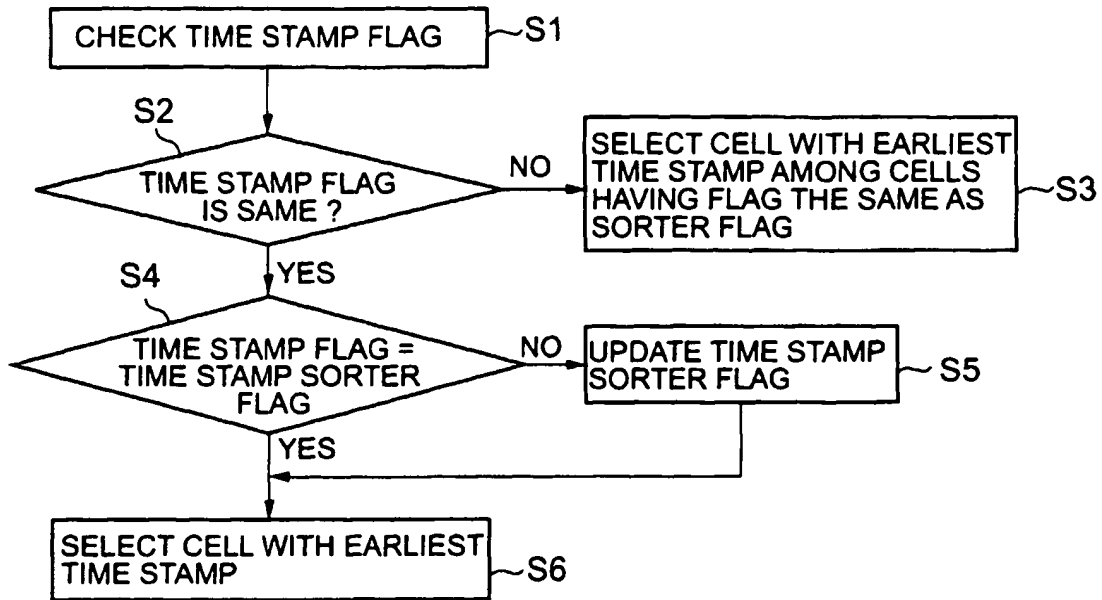 CHECK TIME STAMP FLAG
S1
S2
TIME STAMP FLAG
IS SAME ?
NO
SELECT CELL WITH EARLIEST
TIME STAMP AMONG CELLS
HAVING FLAG THE SAME AS
SORTER FLAG
S3
YES
S4
TIME STAMP FLAG =
TIME STAMP SORTER
FLAG
NO
UPDATE TIME STAMP
SORTER FLAG
S5
YES
SELECT CELL WITH EARLIEST
TIME STAMP
S6